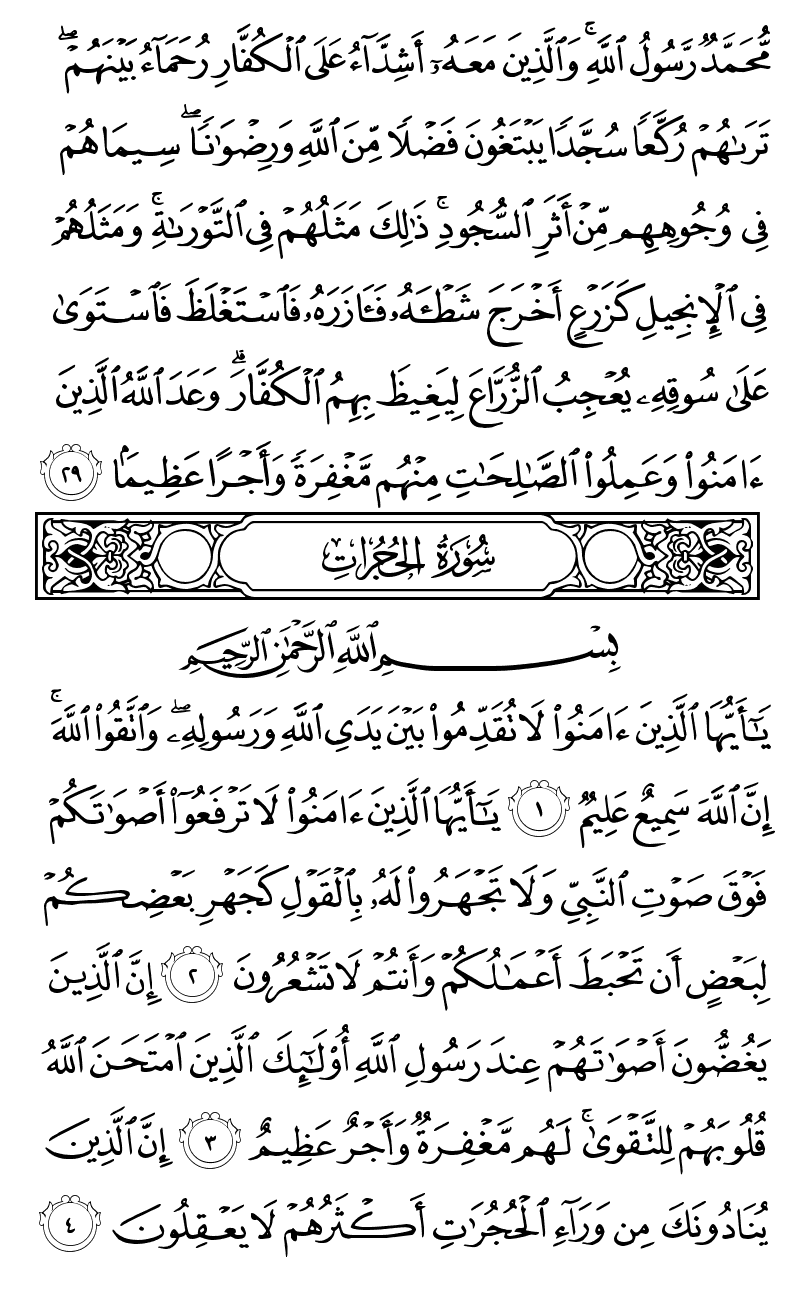 مُّحَمَّدٌ رَّسُولُ ٱللَّهِۚ وَٱلَّذِينَ مَعَهُۥٓ أَشِدَّآءُ عَلَى ٱلْكُفَّارِ رُحَمَآءُ بَيْنَهُمْۖ
تَرَىٰهُمْ رُكَّعًا سُجَّدًا يَبْتَغُونَ فَضْلًا مِّنَ ٱللَّهِ وَرِضْوَٰنًاۖ سِيمَاهُمْ
فِى وُجُوهِهِم مِّنْ أَثَرِ ٱلسُّجُودِۚ ذَٰلِكَ مَثَلُهُمْ فِى ٱلتَّوْرَىٰةِۚ وَمَثَلُهُمْ
فِى ٱلْإِنجِيلِ كَزَرْعٍ أَخْرَجَ شَطْـَٔهُۥ فَـَٔازَرَهُۥ فَٱسْتَغْلَظَ فَٱسْتَوَىٰ
عَلَىٰ سُوقِهِۦ يُعْجِبُ ٱلزُّرَّاعَ لِيَغِيظَ بِهِمُ ٱلْكُفَّارَۗ وَعَدَ ٱللَّهُ ٱلَّذِينَ
ءَامَنُوا۟ وَعَمِلُوا۟ ٱلصَّٰلِحَٰتِ مِنْهُم مَّغْفِرَةً وَأَجْرًا عَظِيمًۢا ٢٩
سُورَةُ الحُجُرَاتِ
بِسْمِ ٱللَّهِ ٱلرَّحْمَٰنِ ٱلرَّحِيمِ
يَٰٓأَيُّهَا ٱلَّذِينَ ءَامَنُوا۟ لَا تُقَدِّمُوا۟ بَيْنَ يَدَىِ ٱللَّهِ وَرَسُولِهِۦۖ وَٱتَّقُوا۟ ٱللَّهَۚ
إِنَّ ٱللَّهَ سَمِيعٌ عَلِيمٌ ١ يَٰٓأَيُّهَا ٱلَّذِينَ ءَامَنُوا۟ لَا تَرْفَعُوٓا۟ أَصْوَٰتَكُمْ
فَوْقَ صَوْتِ ٱلنَّبِىِّ وَلَا تَجْهَرُوا۟ لَهُۥ بِٱلْقَوْلِ كَجَهْرِ بَعْضِكُمْ
لِبَعْضٍ أَن تَحْبَطَ أَعْمَٰلُكُمْ وَأَنتُمْ لَا تَشْعُرُونَ ٢ إِنَّ ٱلَّذِينَ
يَغُضُّونَ أَصْوَٰتَهُمْ عِندَ رَسُولِ ٱللَّهِ أُو۟لَٰٓئِكَ ٱلَّذِينَ ٱمْتَحَنَ ٱللَّهُ
قُلُوبَهُمْ لِلتَّقْوَىٰۚ لَهُم مَّغْفِرَةٌ وَأَجْرٌ عَظِيمٌ ٣ إِنَّ ٱلَّذِينَ
يُنَادُونَكَ مِن وَرَآءِ ٱلْحُجُرَٰتِ أَكْثَرُهُمْ لَا يَعْقِلُونَ ٤